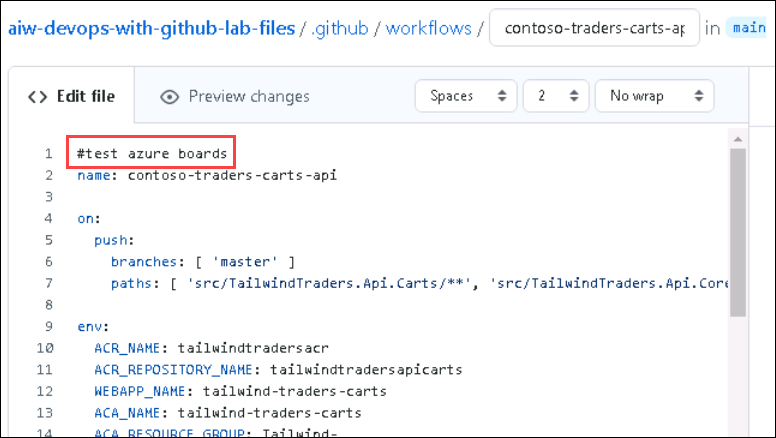 aiw-devops-with-github-lab-files / .github / workflows / contoso-traders-carts-ap in main
<> Edit file Preview changes Spaces 2 No wrap
1 #test azure boards
2 name: contoso-traders-carts-api
3
4 on:
5 push:
6 branches: [ 'master' ]
7 paths: [ 'src/TailwindTraders.Api.Carts/**', 'src/TailwindTraders.Api.Core
8
9 env:
10 ACR_NAME: tailwindtradersacr
11 ACR_REPOSITORY_NAME: tailwindtradersapicarts
12 WEBAPP_NAME: tailwind-traders-carts
13 ACA_NAME: tailwind-traders-carts
14 ACA_RESOURCE_GROUP: Tailwind-